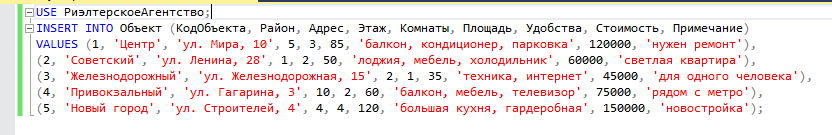 USE РиэлтерскоеАгентство;
INSERT INTO Объект (КодОбъекта, Район, Адрес, Этаж, Комнаты, Площадь, Удобства, Стоимость, Примечание)
VALUES (1, 'Центр', 'ул. Мира, 10', 5, 3, 85, 'балкон, кондиционер, парковка', 120000, 'нужен ремонт'),
(2, 'Советский', 'ул. Ленина, 28', 1, 2, 50, 'лоджия, мебель, холодильник', 60000, 'светлая квартира'),
(3, 'Железнодорожный', 'ул. Железнодорожная, 15', 2, 1, 35, 'техника, интернет', 45000, 'для одного человека'),
(4, 'Привокзальный', 'ул. Гагарина, 3', 10, 2, 60, 'балкон, мебель, телевизор', 75000, 'рядом с метро'),
(5, 'Новый город', 'ул. Строителей, 4', 4, 4, 120, 'большая кухня, гардеробная', 150000, 'новостройка');